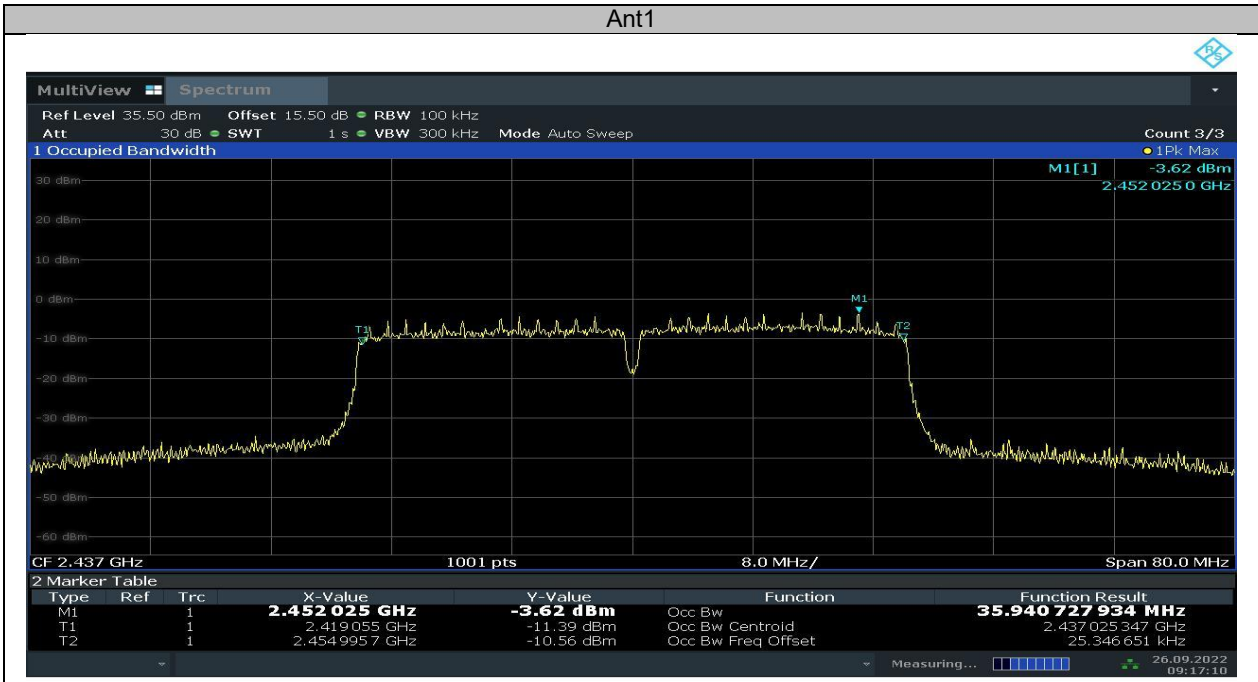 Ant1
R/S
MultiView Spectrum
Ref Level 35.50 dBm Offset 15.50 dB RBW 100 kHz
Att 30 dB SWT 1 s VBW 300 kHz Mode Auto Sweep Count 3/3
1 Occupied Bandwidth 1Pk Max
M1[1] -3.62 dBm
2.452 025 0 GHz
30 dBm
20 dBm
10 dBm
0 dBm
M1
T1 T2
-10 dBm
-20 dBm
-30 dBm
-40 dBm
-50 dBm
-60 dBm
CF 2.437 GHz 1001 pts 8.0 MHz/ Span 80.0 MHz
2 Marker Table
Type Ref Trc X-Value Y-Value Function Function Result
M1 1 2.452 025 GHz -3.62 dBm Occ Bw 35.940 727 934 MHz
T1 1 2.419 055 GHz -11.39 dBm Occ Bw Centroid 2.437 025 347 GHz
T2 1 2.454 995 7 GHz -10.56 dBm Occ Bw Freq Offset 25.346 651 kHz
Measuring... 26.09.2022
09:17:10